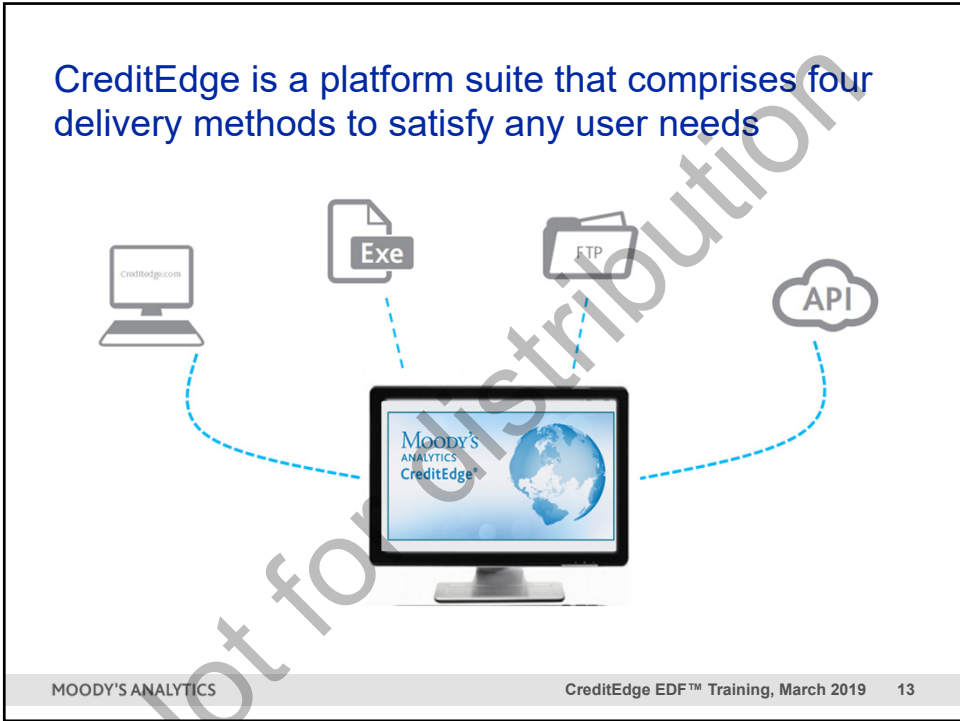 CreditEdge is a platform suite that comprises four
delivery methods to satisfy any user needs
Creditedge.com
Exe
FTP
API
MOODY'S
ANALYTICS
CreditEdge®
Not for distribution
MOODY'S ANALYTICS
CreditEdge EDF™ Training, March 2019 13